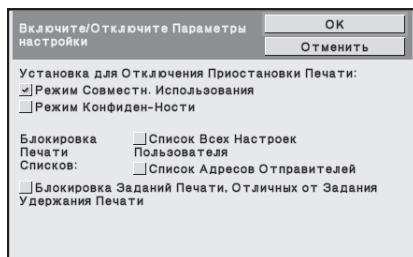 Включите/Отключите Параметры
настройки
OK
Отменить
Установка для Отключения Приостановки Печати:
Режим Совместн. Использования
Режим Конфиден-Ности
Блокировка
Печати
Списков:
Список Всех Настроек
Пользователя
Список Адресов Отправителей
Блокировка Заданий Печати, Отличных от Задания
Удержания Печати